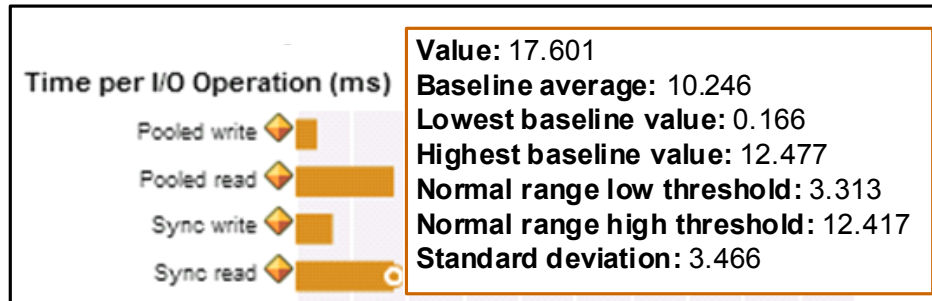 Time per I/O Operation (ms)
Pooled write
Pooled read
Sync write
Sync read
Value: 17.601
Baseline average: 10.246
Lowest baseline value: 0.166
Highest baseline value: 12.477
Normal range low threshold: 3.313
Normal range high threshold: 12.417
Standard deviation: 3.466